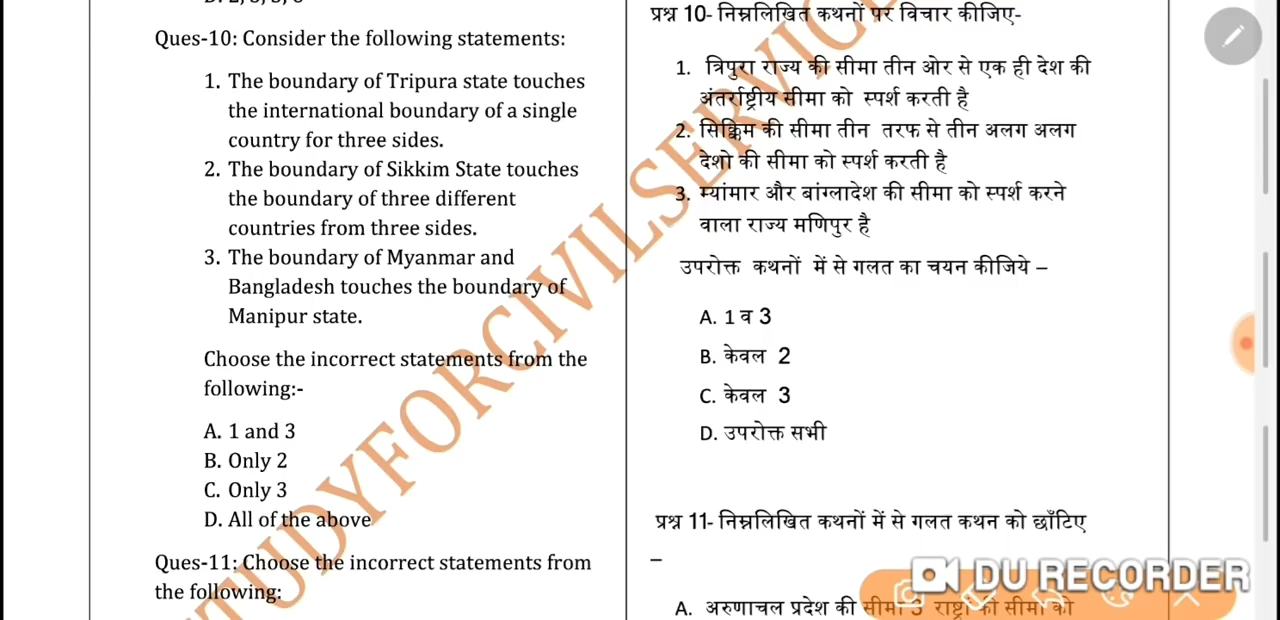 Ques-10: Consider the following statements:
1. The boundary of Tripura state touches
the international boundary of a single
country for three sides.
2. The boundary of Sikkim State touches
the boundary of three different
countries from three sides.
3. The boundary of Myanmar and
Bangladesh touches the boundary of
Manipur state.
Choose the incorrect statements from the
following:-
A. 1 and 3
B. Only 2
C. Only 3
D. All of the above
Ques-11: Choose the incorrect statements from
the following:
प्रश्न 10- निम्नलिखित कथनों पर विचार कीजिए-
1. त्रिपुरा राज्य की सीमा तीन ओर से एक ही देश की
अंतर्राष्ट्रीय सीमा को स्पर्श करती है
2. सिक्किम की सीमा तीन तरफ से तीन अलग अलग
देशो की सीमा को स्पर्श करती है
3. म्यांमार और बांग्लादेश की सीमा को स्पर्श करने
वाला राज्य मणिपुर है
उपरोक्त कथनों में से गलत का चयन कीजिये –
A. 1 व 3
B. केवल 2
C. केवल 3
D. उपरोक्त सभी
प्रश्न 11- निम्नलिखित कथनों में से गलत कथन को छाँटिए
–
A. अरुणाचल प्रदेश की सीमा 3 राष्ट्रों की सीमा को
STUDYFORCIVILSERVICE
DU RECORDER